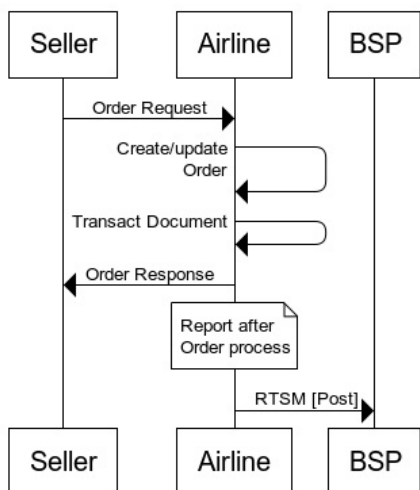 Seller
Airline
BSP
Order Request
Create/update
Order
Transact Document
Order Response
Report after
Order process
RTSM [Post]
Seller
Airline
BSP